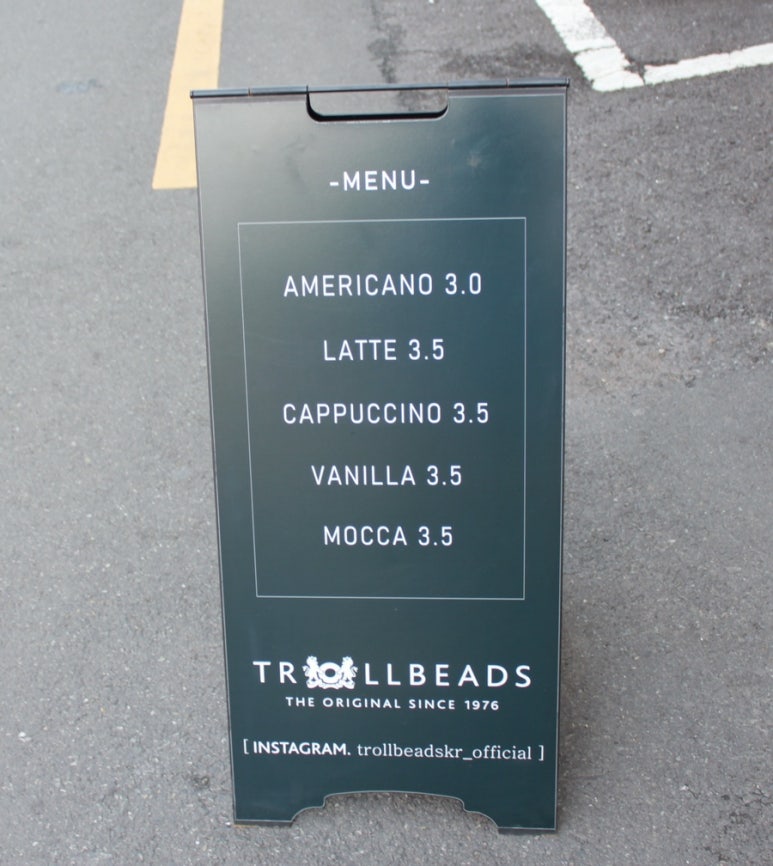 -MENU-
AMERICANO 3.0
LATTE 3.5
CAPPUCCINO 3.5
VANILLA 3.5
MOCCA 3.5
TROLLBEADS
THE ORIGINAL SINCE 1976
[ INSTAGRAM. trollbeadskr_official ]